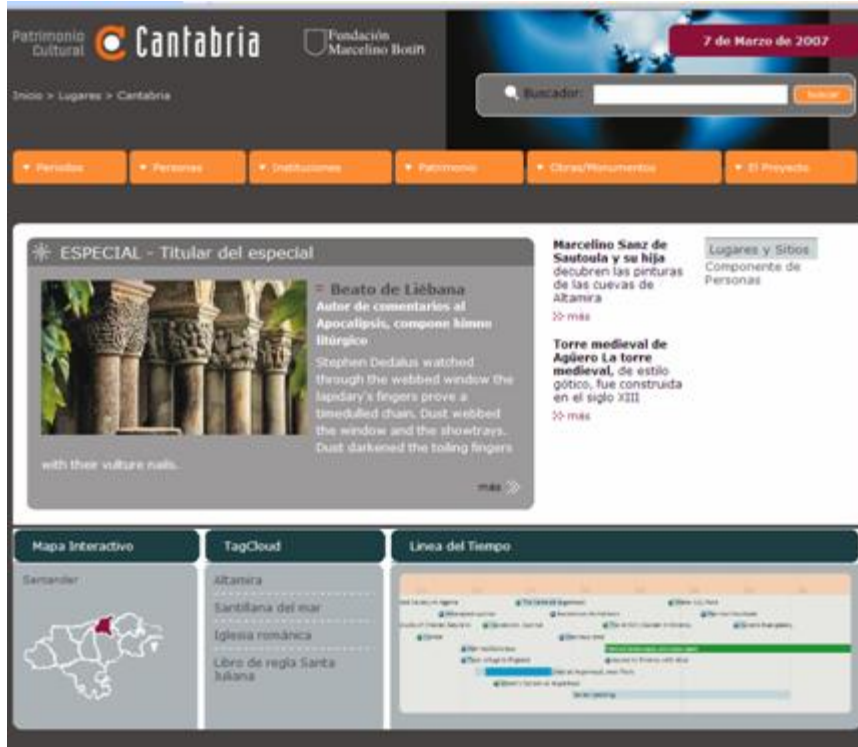 Patrimonio
Cultural
Cantabria
Fundación
Marcelino Botín
7 de Marzo de 2007
Inicio > Lugares > Cantabria
Buscador:
buscar
Periodos
Personas
Instituciones
Patrimonio
Obras/Monumentos
El Proyecto
ESPECIAL - Titular del especial
Beato de Liébana
Autor de comentarios al
Apocalipsis, compone himno
litúrgico
Stephen Dedalus watched
through the webbed window the
lapidary's fingers prove a
timedulled chain. Dust webbed
the window and the showtrays.
Dust darkened the toiling fingers
with their vulture nails.
más
Marcelino Sanz de
Sautoula y su hija
decubren las pinturas
de las cuevas de
Altamira
más
Torre medieval de
Agüero La torre
medieval, de estilo
gótico, fue construida
en el siglo XIII
más
Lugares y Sitios
Componente de
Personas
Mapa Interactivo
Santander
TagCloud
Altamira
Santillana del mar
Iglesia románica
Libro de regla Santa
Juliana
Linea del Tiempo